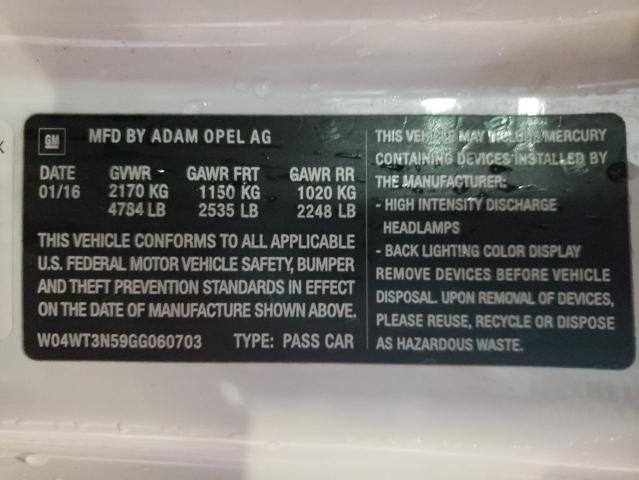 GM
MFD BY ADAM OPEL AG
DATE GVWR GAWR FRT GAWR RR
01/16 2170 KG 1150 KG 1020 KG
4784 LB 2535 LB 2248 LB
THIS VEHICLE CONFORMS TO ALL APPLICABLE
U.S. FEDERAL MOTOR VEHICLE SAFETY, BUMPER
AND THEFT PREVENTION STANDARDS IN EFFECT
ON THE DATE OF MANUFACTURE SHOWN ABOVE.
W04WT3N59GG060703 TYPE: PASS CAR
THIS VEHICLE MAY INCLUDE MERCURY
CONTAINING DEVICES INSTALLED BY
THE MANUFACTURER:
- HIGH INTENSITY DISCHARGE
HEADLAMPS
- BACK LIGHTING COLOR DISPLAY
REMOVE DEVICES BEFORE VEHICLE
DISPOSAL. UPON REMOVAL OF DEVICES,
PLEASE REUSE, RECYCLE OR DISPOSE
AS HAZARDOUS WASTE.